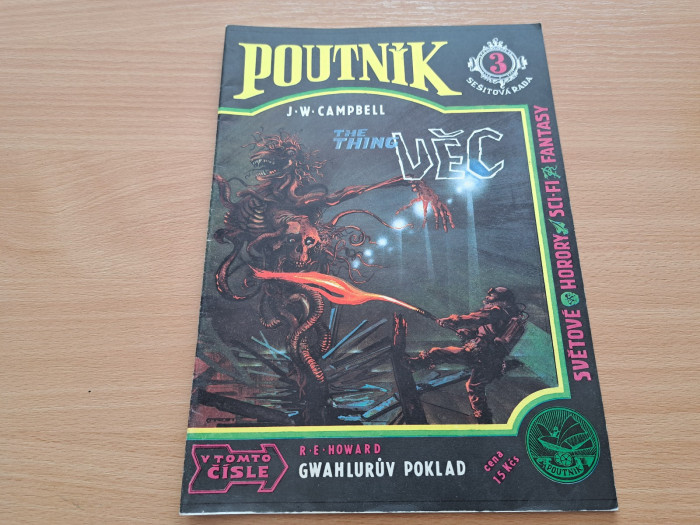 POUTNÍK
3
SEŠITOVÁ ŘADA
J·W·CAMPBELL
THE
THING
VĚC
SVĚTOVÉ HORORY SCI-FI FANTASY
V TOMTO
ČÍSLE
R·E·HOWARD
GWAHLURŮV POKLAD
cena
15 Kčs
POUTNÍK